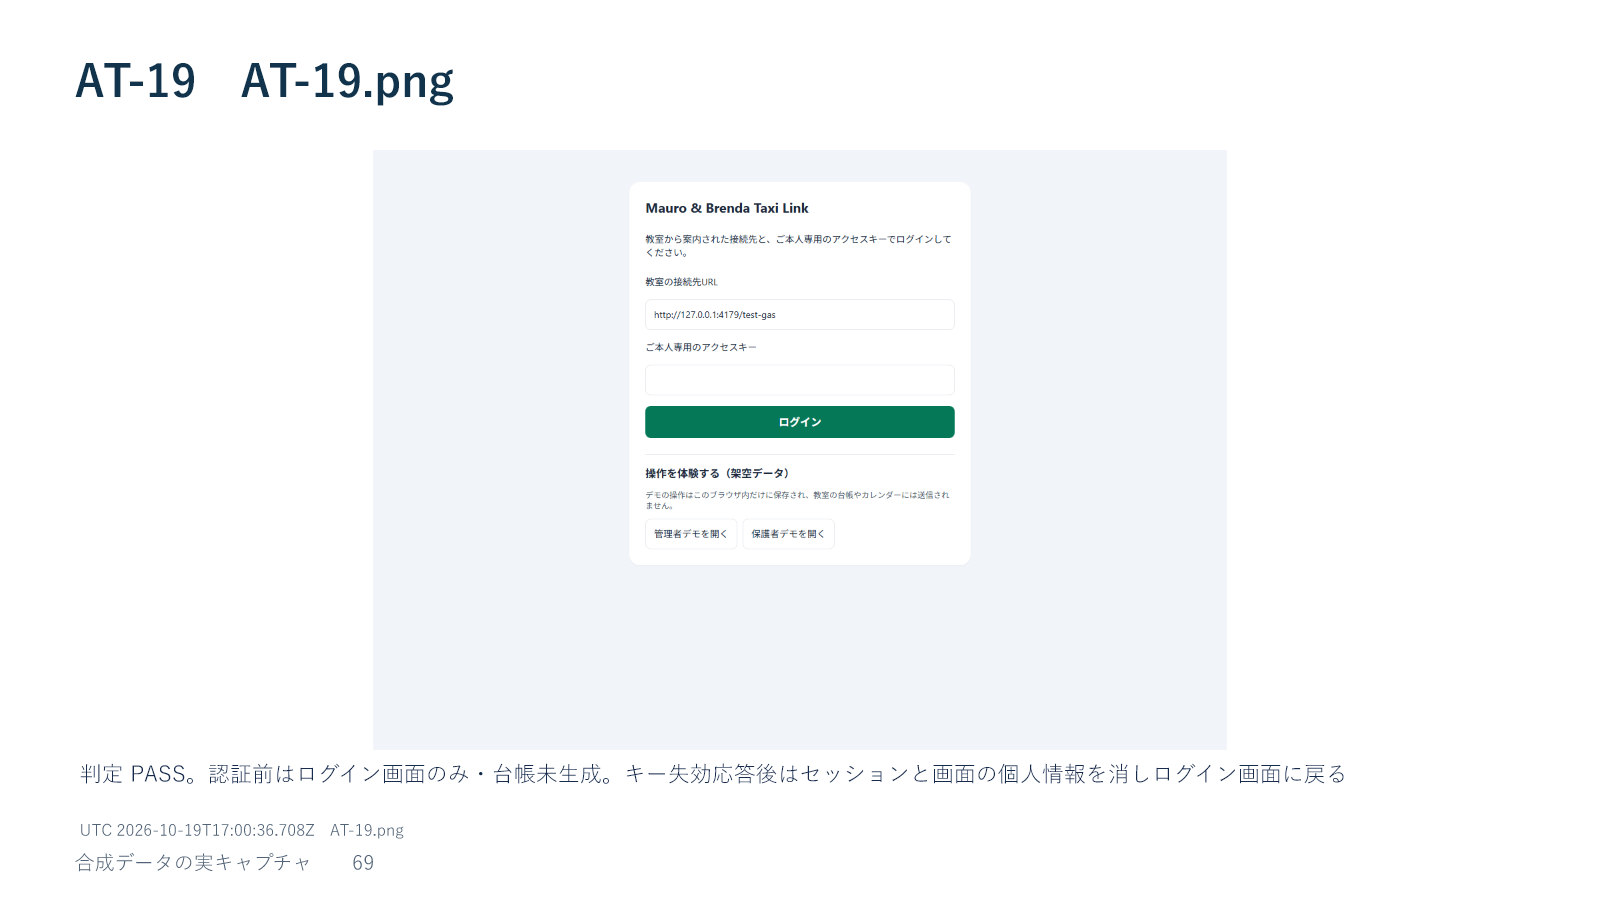 AT-19　AT-19.png
Mauro & Brenda Taxi Link
教室から案内された接続先と、ご本人専用のアクセスキーでログインして
ください。
教室の接続先URL
http://127.0.0.1:4179/test-gas
ご本人専用のアクセスキー
ログイン
操作を体験する（架空データ）
デモの操作はこのブラウザ内だけに保存され、教室の台帳やカレンダーには送信され
ません。
管理者デモを開く 保護者デモを開く
判定 PASS。認証前はログイン画面のみ・台帳未生成。キー失効応答後はセッションと画面の個人情報を消しログイン画面に戻る
UTC 2026-10-19T17:00:36.708Z　AT-19.png
合成データの実キャプチャ　69